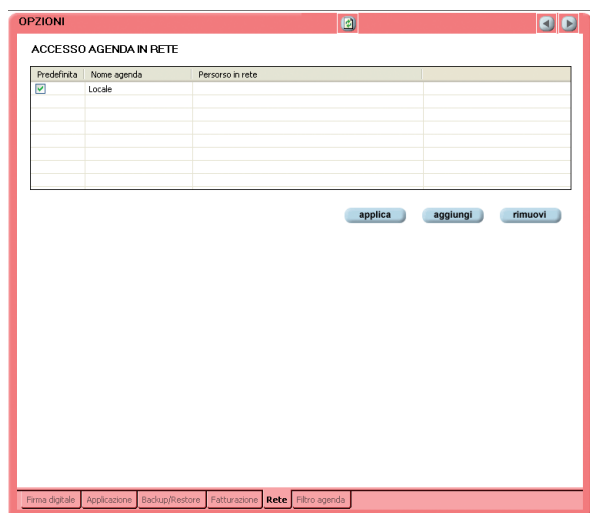 OPZIONI
ACCESSO AGENDA IN RETE
Predefinita Nome agenda Persorso in rete
Locale
applica aggiungi rimuovi
Firma digitale Applicazione Backup/Restore Fatturazione Rete Filtro agenda